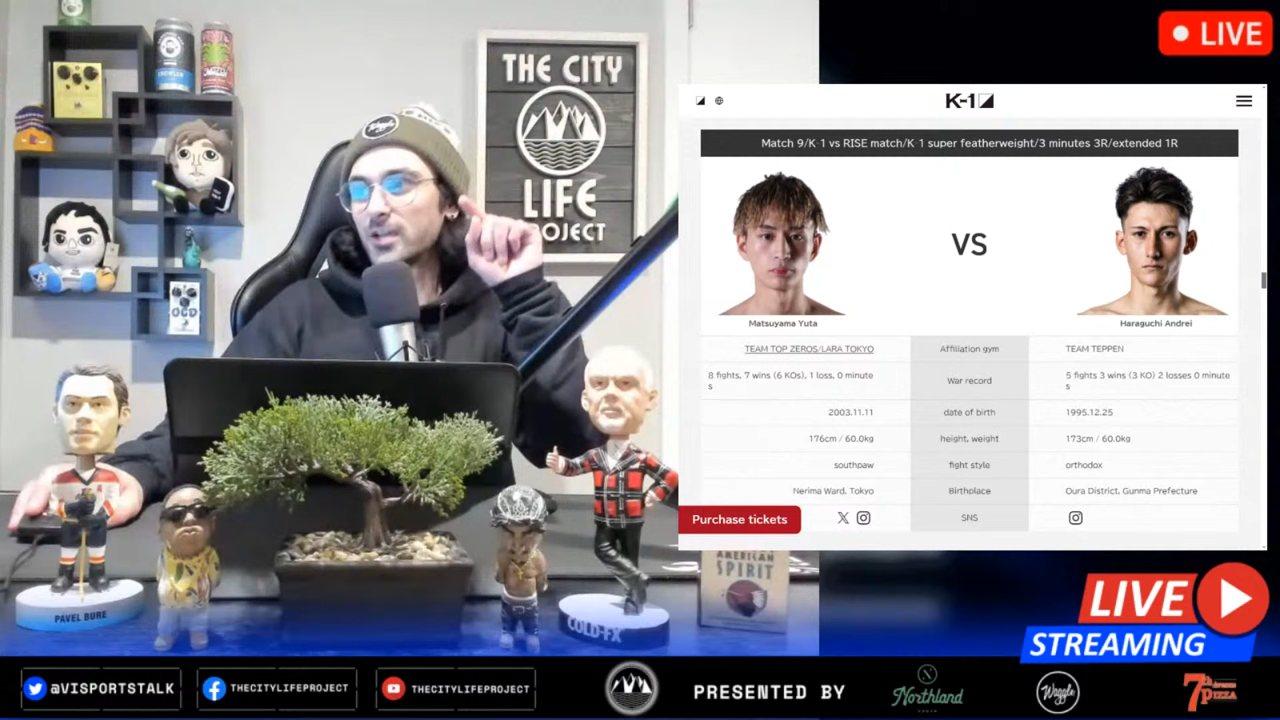 LIVE
THE CITY
LIFE
PROJECT
Waggle
OCD
K-1
Match 9/K 1 vs RISE match/K 1 super featherweight/3 minutes 3R/extended 1R
VS
Matsuyama Yuta
Haraguchi Andrei
TEAM TOP ZEROS/LARA TOKYO
Affiliation gym
TEAM TEPPEN
8 fights, 7 wins (6 KOs), 1 loss, 0 minute
s
War record
5 fights 3 wins (3 KO) 2 losses 0 minute
s
2003.11.11
date of birth
1995.12.25
176cm / 60.0kg
height, weight
173cm / 60.0kg
southpaw
fight style
orthodox
Nerima Ward, Tokyo
Birthplace
Oura District, Gunma Prefecture
Purchase tickets
SNS
AMERICAN
SPIRIT
PAVEL BURE
COLD-FX
LIVE
STREAMING
@VISPORTSTALK
THECITYLIFEPROJECT
THECITYLIFEPROJECT
PRESENTED BY
Northland
Waggle
7th
PIZZA